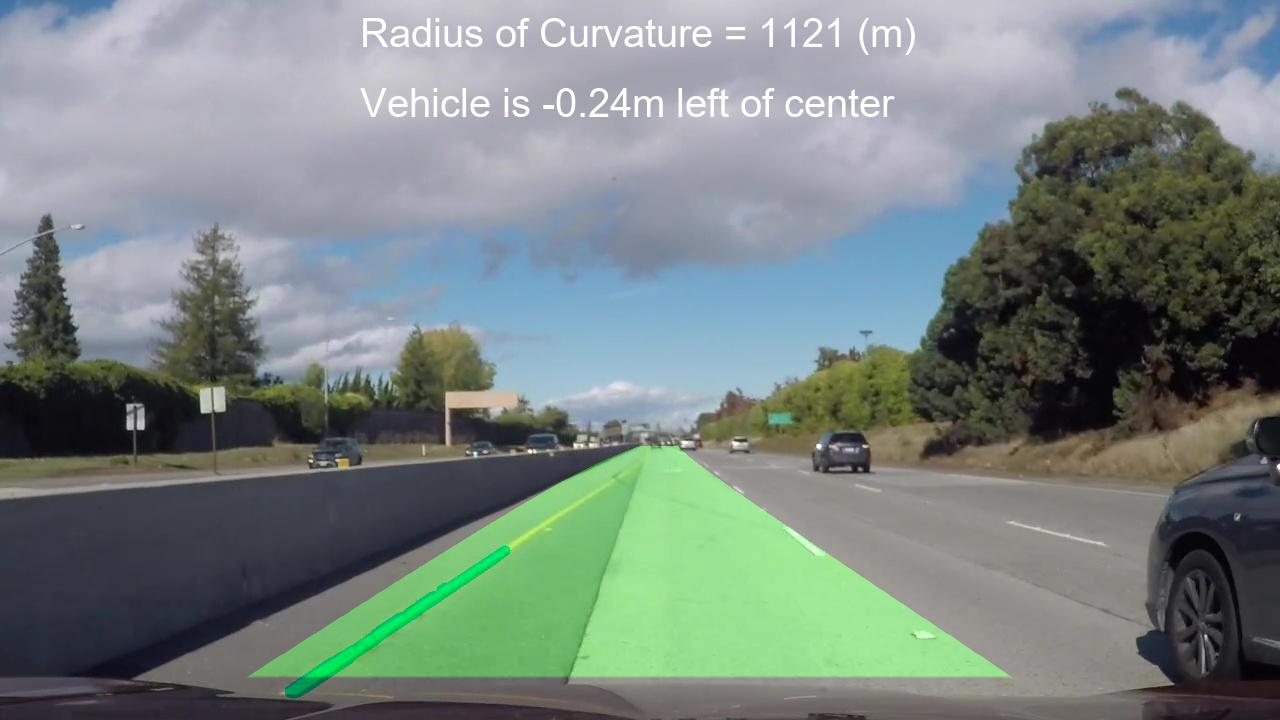 Radius of Curvature = 1121 (m)
Vehicle is -0.24m left of center